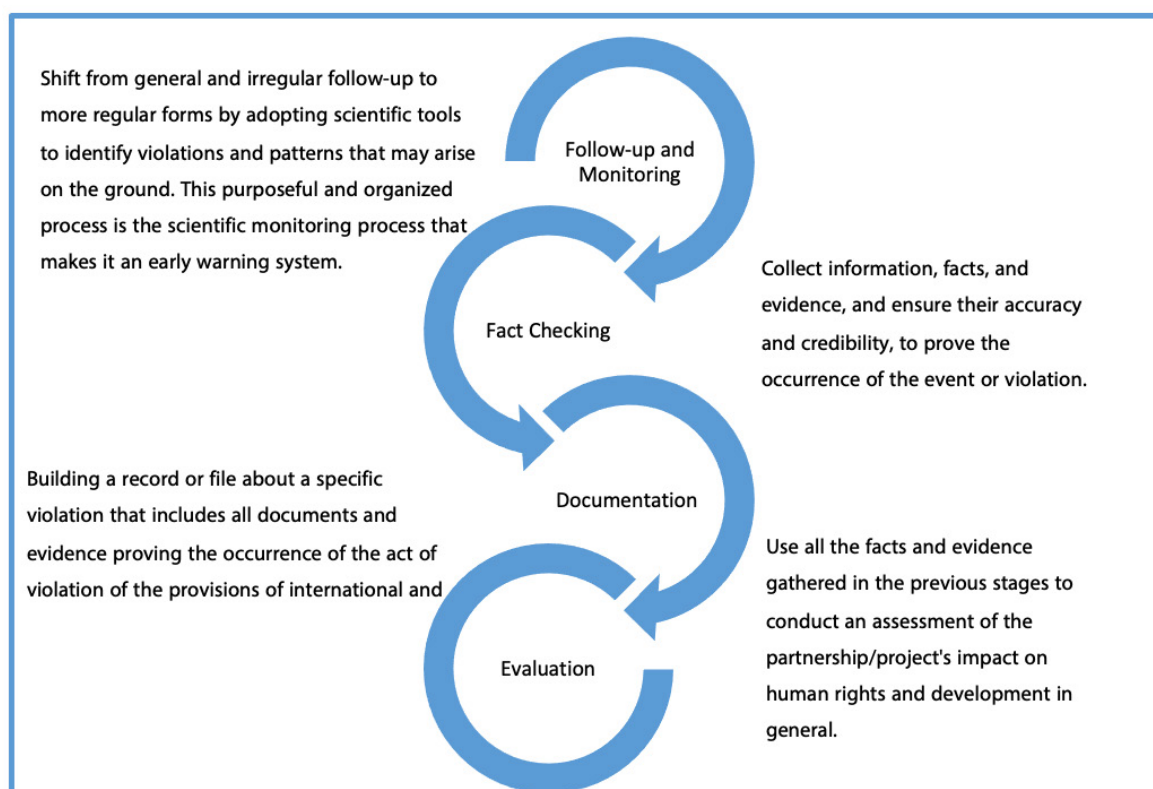 Shift from general and irregular follow-up to
more regular forms by adopting scientific tools
to identify violations and patterns that may arise
on the ground. This purposeful and organized
process is the scientific monitoring process that
makes it an early warning system.
Follow-up and
Monitoring
Fact Checking
Collect information, facts, and
evidence, and ensure their accuracy
and credibility, to prove the
occurrence of the event or violation.
Building a record or file about a specific
violation that includes all documents and
evidence proving the occurrence of the act of
violation of the provisions of international and
Documentation
Use all the facts and evidence
gathered in the previous stages to
conduct an assessment of the
partnership/project's impact on
human rights and development in
general.
Evaluation